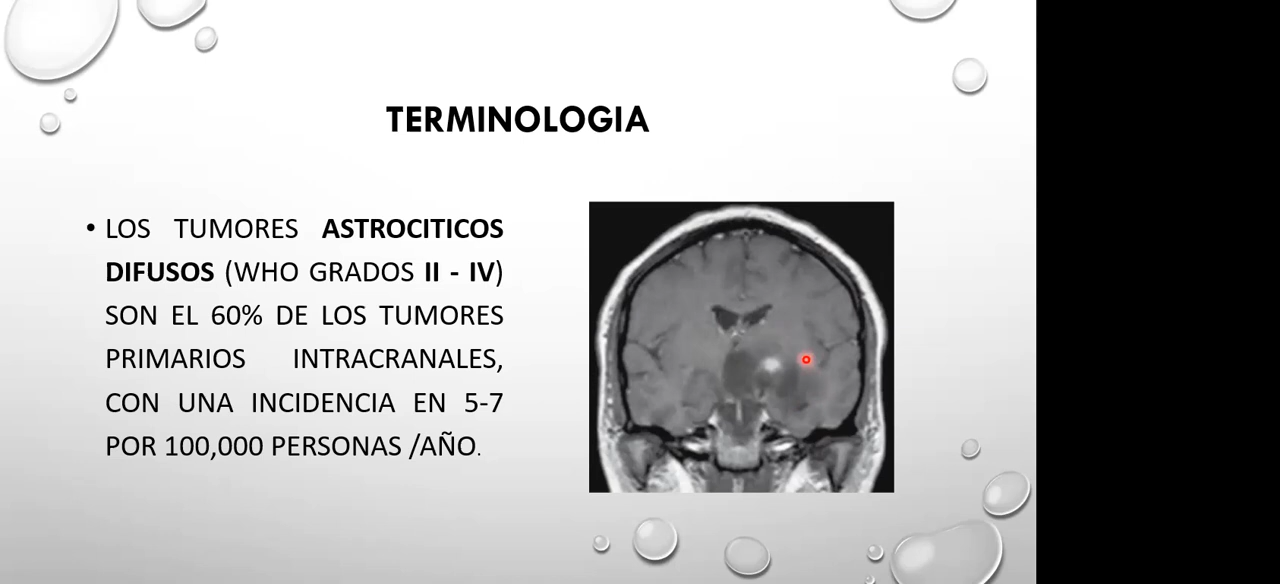 TERMINOLOGIA
• LOS TUMORES ASTROCITICOS
DIFUSOS (WHO GRADOS II - IV)
SON EL 60% DE LOS TUMORES
PRIMARIOS INTRACRANALES,
CON UNA INCIDENCIA EN 5-7
POR 100,000 PERSONAS /AÑO.